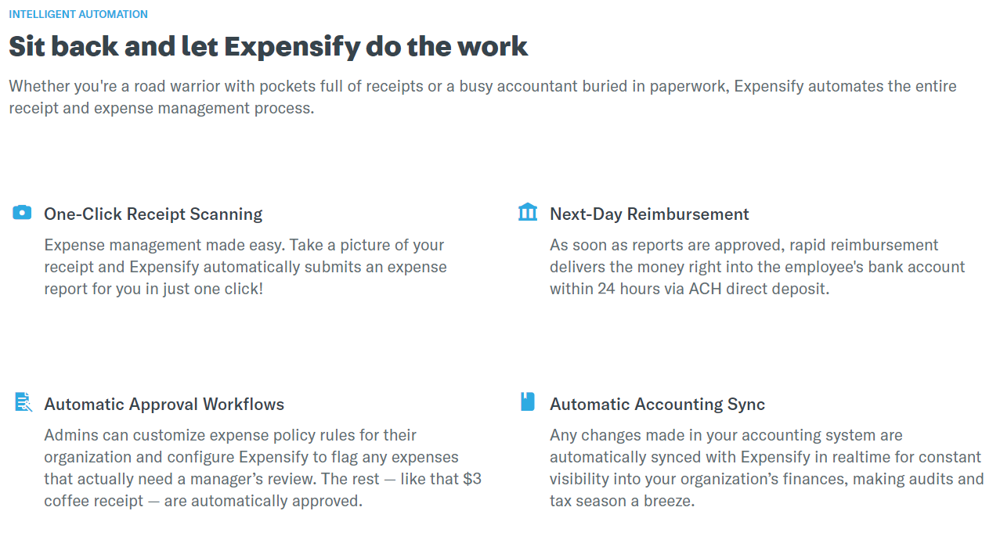 INTELLIGENT AUTOMATION
Sit back and let Expensify do the work
Whether you're a road warrior with pockets full of receipts or a busy accountant buried in paperwork, Expensify automates the entire
receipt and expense management process.
One-Click Receipt Scanning
Expense management made easy. Take a picture of your
receipt and Expensify automatically submits an expense
report for you in just one click!
Next-Day Reimbursement
As soon as reports are approved, rapid reimbursement
delivers the money right into the employee's bank account
within 24 hours via ACH direct deposit.
Automatic Approval Workflows
Admins can customize expense policy rules for their
organization and configure Expensify to flag any expenses
that actually need a manager’s review. The rest — like that $3
coffee receipt — are automatically approved.
Automatic Accounting Sync
Any changes made in your accounting system are
automatically synced with Expensify in realtime for constant
visibility into your organization’s finances, making audits and
tax season a breeze.